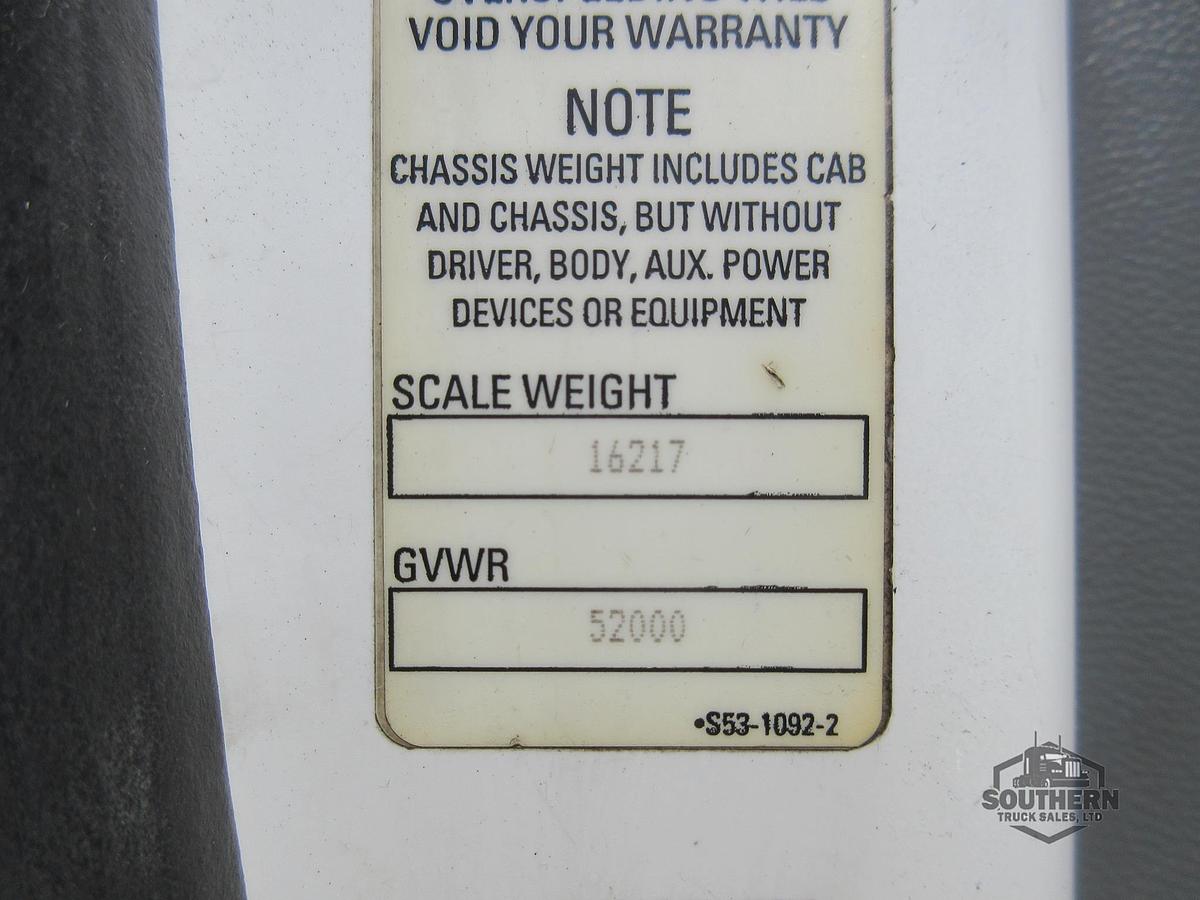 VOID YOUR WARRANTY
NOTE
CHASSIS WEIGHT INCLUDES CAB
AND CHASSIS, BUT WITHOUT
DRIVER, BODY, AUX. POWER
DEVICES OR EQUIPMENT
SCALE WEIGHT
16217
GVWR
52000
•S53-1092-2
SOUTHERN
TRUCK SALES, LTD